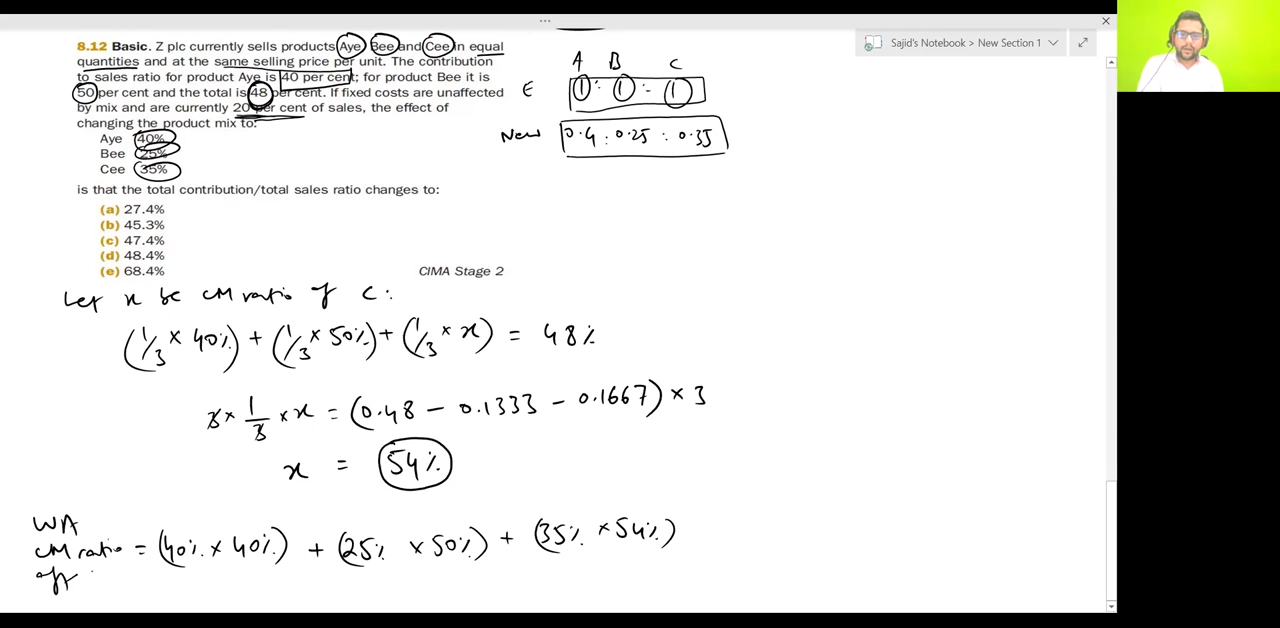 8.12 Basic. Z plc currently sells products Aye, Bee and Cee in equal
quantities and at the same selling price per unit. The contribution
to sales ratio for product Aye is 40 per cent; for product Bee it is
50 per cent and the total is 48 per cent. If fixed costs are unaffected
by mix and are currently 20 per cent of sales, the effect of
changing the product mix to:
Aye 40%
Bee 25%
Cee 35%
is that the total contribution/total sales ratio changes to:
(a) 27.4%
(b) 45.3%
(c) 47.4%
(d) 48.4%
(e) 68.4%
CIMA Stage 2
A B C
E 1 : 1 : 1
New 0.4 : 0.25 : 0.35
Sajid's Notebook > New Section 1
Let x be CM ratio of C:
(1/3 × 40%) + (1/3 × 50%) + (1/3 × x) = 48%
3 × 1/3 × x = (0.48 - 0.1333 - 0.1667) × 3
x = 54%
WA
CM ratio = (40% × 40%) + (25% × 50%) + (35% × 54%)